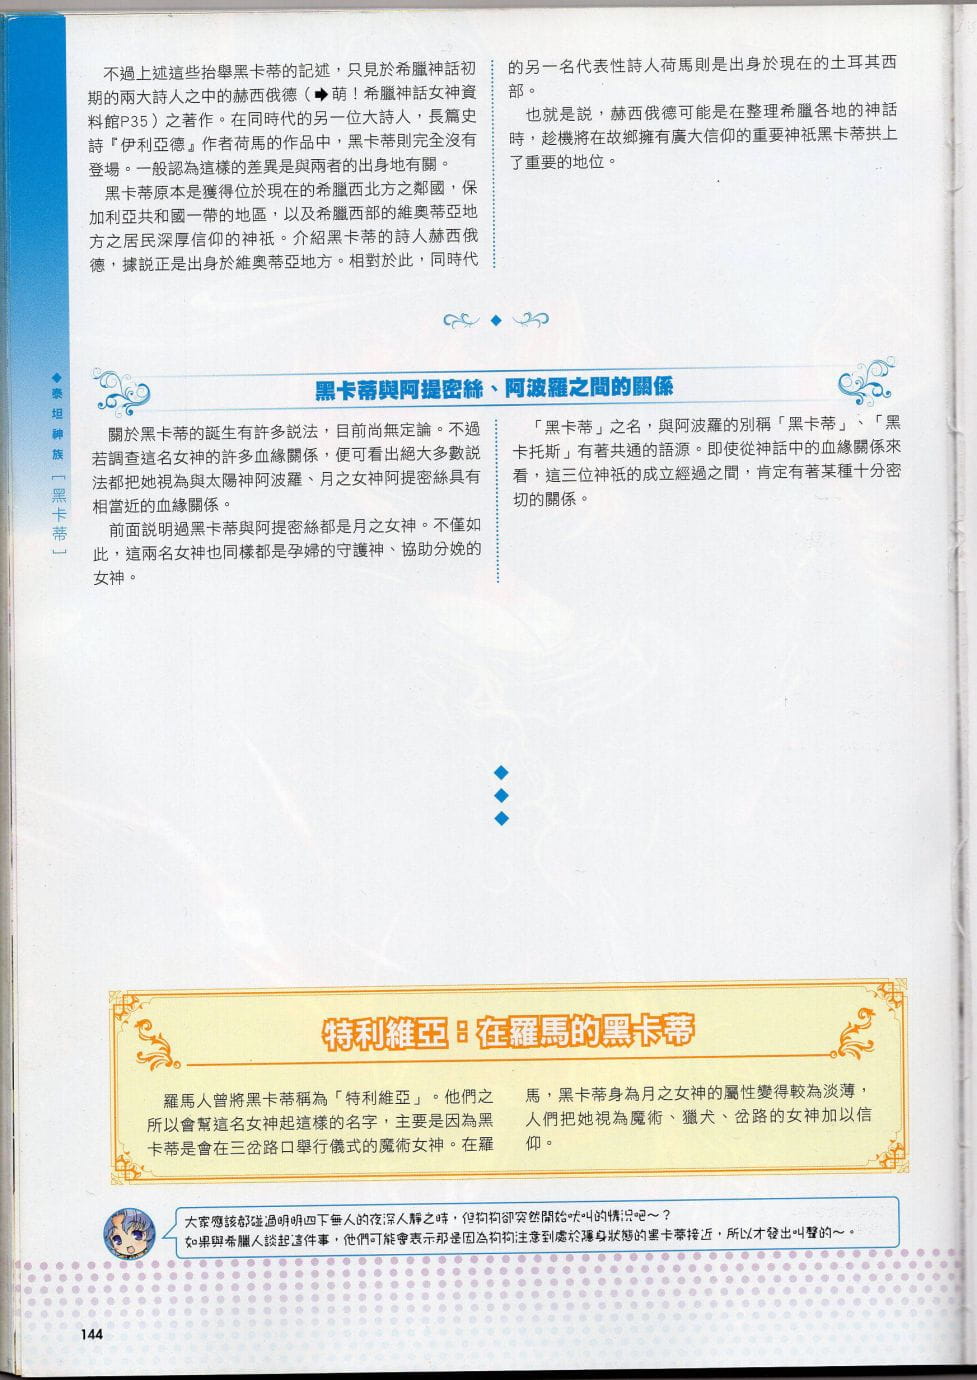 不過上述這些抬舉黑卡蒂的記述，只見於希臘神話初
期的兩大詩人之中的赫西俄德（➡萌！希臘神話女神資
料館P35）之著作。在同時代的另一位大詩人，長篇史
詩『伊利亞德』作者荷馬的作品中，黑卡蒂則完全沒有
登場。一般認為這樣的差異是與兩者的出身地有關。
黑卡蒂原本是獲得位於現在的希臘西北方之鄰國，保
加利亞共和國一帶的地區，以及希臘西部的維奧蒂亞地
方之居民深厚信仰的神祇。介紹黑卡蒂的詩人赫西俄
德，據說正是出身於維奧蒂亞地方。相對於此，同時代
的另一名代表性詩人荷馬則是出身於現在的土耳其西
部。
也就是說，赫西俄德可能是在整理希臘各地的神話
時，趁機將在故鄉擁有廣大信仰的重要神祇黑卡蒂拱上
了重要的地位。
◆泰坦神族［黑卡蒂］
黑卡蒂與阿提密絲、阿波羅之間的關係
關於黑卡蒂的誕生有許多說法，目前尚無定論。不過
若調查這名女神的許多血緣關係，便可看出絕大多數說
法都把她視為與太陽神阿波羅、月之女神阿提密絲具有
相當近的血緣關係。
前面說明過黑卡蒂與阿提密絲都是月之女神。不僅如
此，這兩名女神也同樣都是孕婦的守護神、協助分娩的
女神。
「黑卡蒂」之名，與阿波羅的別稱「黑卡蒂」、「黑
卡托斯」有著共通的語源。即使從神話中的血緣關係來
看，這三位神祇的成立經過之間，肯定有著某種十分密
切的關係。
特利維亞：在羅馬的黑卡蒂
羅馬人曾將黑卡蒂稱為「特利維亞」。他們之
所以會幫這名女神起這樣的名字，主要是因為黑
卡蒂是會在三岔路口舉行儀式的魔術女神。在羅
馬，黑卡蒂身為月之女神的屬性變得較為淡薄，
人們把她視為魔術、獵犬、岔路的女神加以信
仰。
大家應該都碰過明明四下無人的夜深人靜之時，但狗狗卻突然開始吠叫的情況吧～？
如果與希臘人談起這件事，他們可能會表示那是因為狗狗注意到處於隱身狀態的黑卡蒂接近，所以才發出叫聲的～。
144